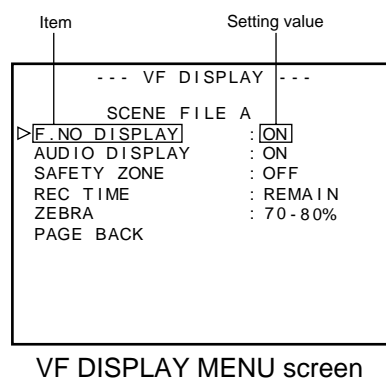 Item Setting value
--- VF DISPLAY ---
SCENE FILE A
F.NO DISPLAY : ON
AUDIO DISPLAY : ON
SAFETY ZONE : OFF
REC TIME : REMAIN
ZEBRA : 70-80%
PAGE BACK
VF DISPLAY MENU screen